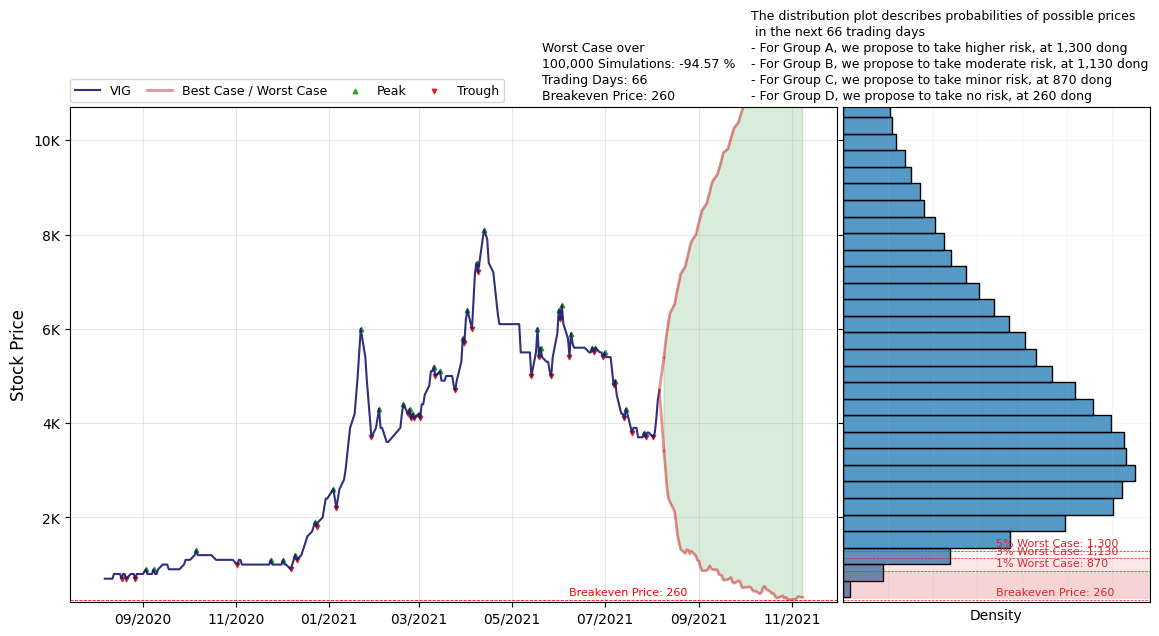 The distribution plot describes probabilities of possible prices
in the next 66 trading days
- For Group A, we propose to take higher risk, at 1,300 dong
- For Group B, we propose to take moderate risk, at 1,130 dong
- For Group C, we propose to take minor risk, at 870 dong
- For Group D, we propose to take no risk, at 260 dong
Worst Case over
100,000 Simulations: -94.57 %
Trading Days: 66
Breakeven Price: 260
VIG
Best Case / Worst Case
Peak
Trough
Stock Price
10K
8K
6K
4K
2K
Breakeven Price: 260
09/2020
11/2020
01/2021
03/2021
05/2021
07/2021
09/2021
11/2021
5% Worst Case: 1,300
3% Worst Case: 1,130
1% Worst Case: 870
Breakeven Price: 260
Density